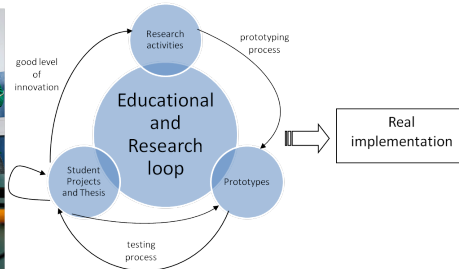 Research
activities
prototyping
process
good level
of
innovation
Educational
and
Research
loop
Real
implementation
Student
Projects
and Thesis
Prototypes
testing
process